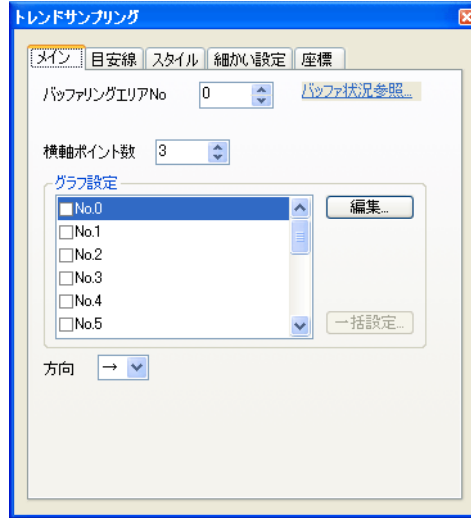 トレンドサンプリング
メイン 目安線 スタイル 細かい設定 座標
バッファリングエリアNo 0 バッファ状況参照...
横軸ポイント数 3
グラフ設定
No.0 編集...
No.1
No.2
No.3
No.4
No.5 一括設定...
方向 →